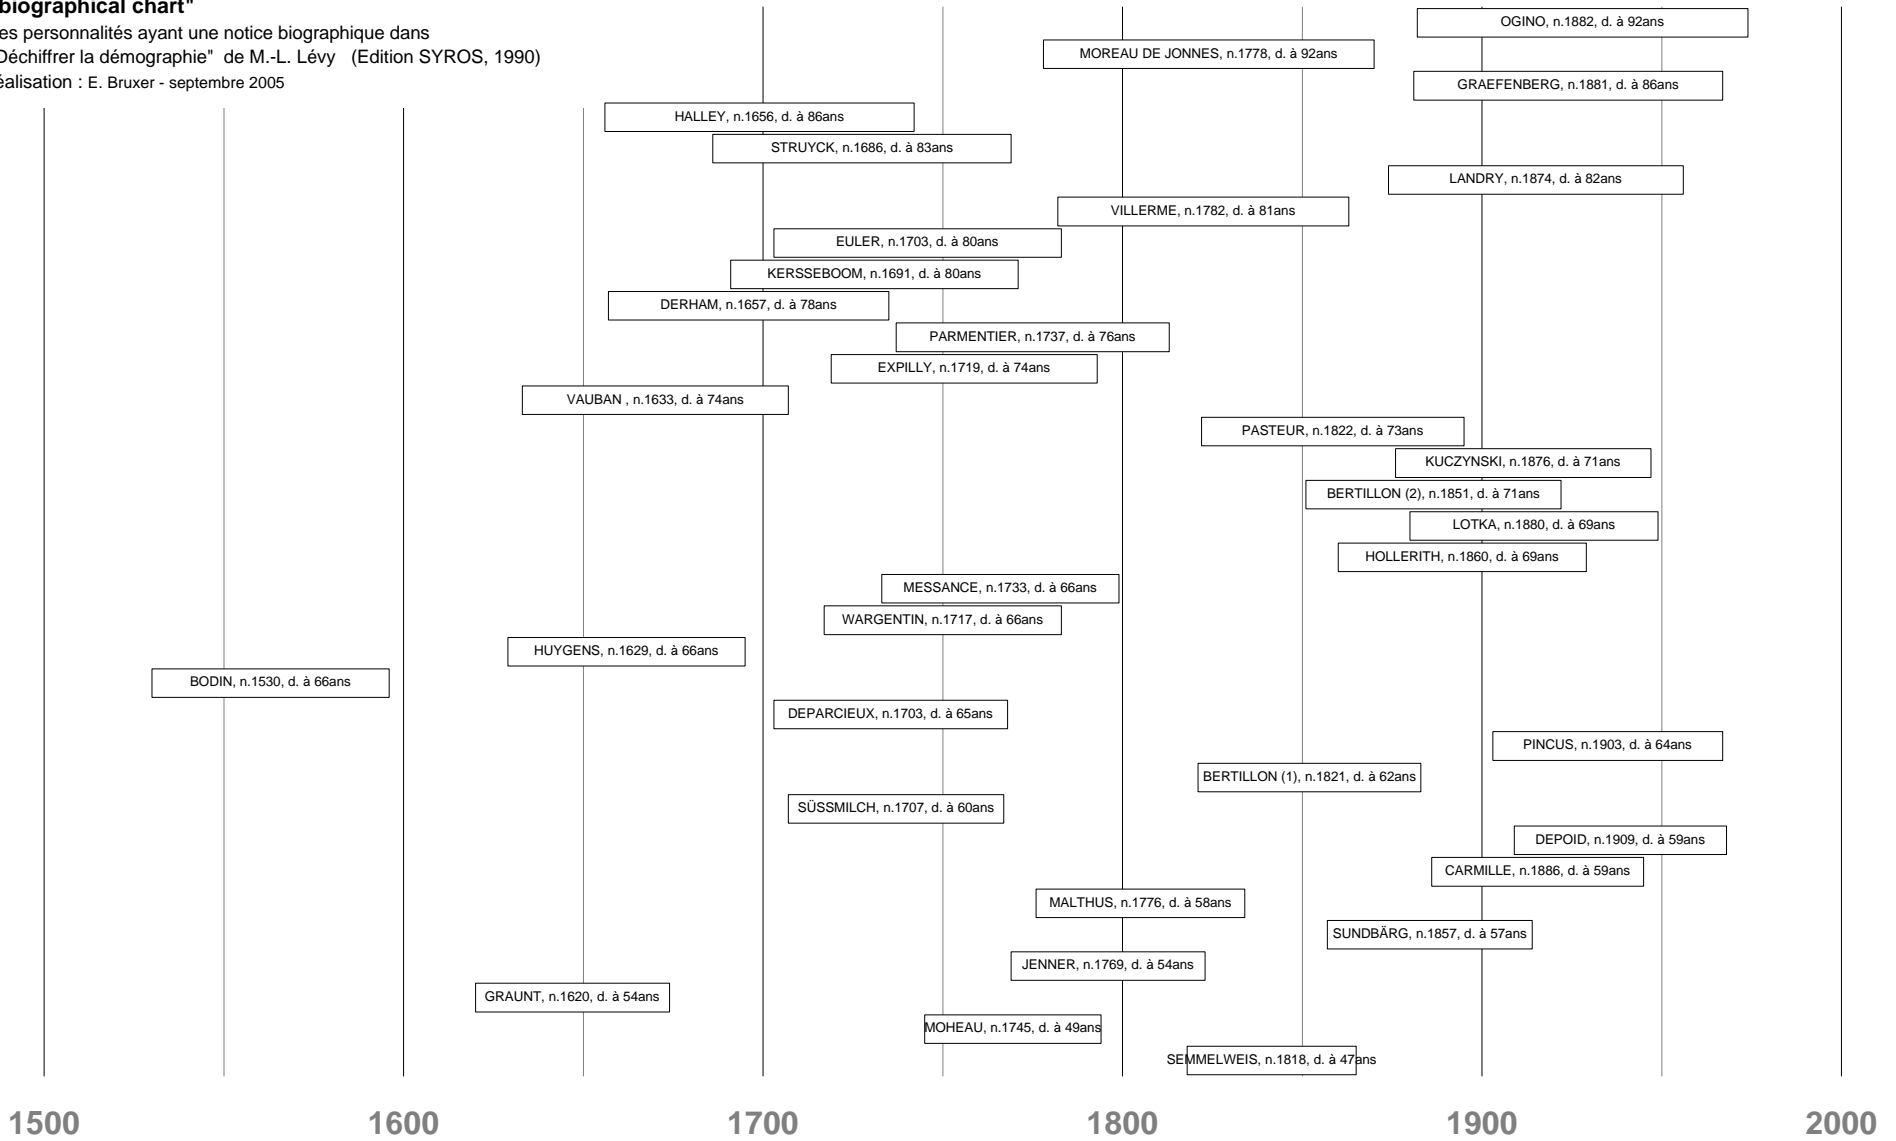 biographical chart"
es personnalités ayant une notice biographique dans
Déchiffrer la démographie" de M.-L. Lévy (Edition SYROS, 1990)
éalisation : E. Bruxer - septembre 2005
OGINO, n.1882, d. à 92ans
MOREAU DE JONNES, n.1778, d. à 92ans
GRAEFENBERG, n.1881, d. à 86ans
HALLEY, n.1656, d. à 86ans
STRUYCK, n.1686, d. à 83ans
LANDRY, n.1874, d. à 82ans
VILLERME, n.1782, d. à 81ans
EULER, n.1703, d. à 80ans
KERSSEBOOM, n.1691, d. à 80ans
DERHAM, n.1657, d. à 78ans
PARMENTIER, n.1737, d. à 76ans
EXPILLY, n.1719, d. à 74ans
VAUBAN , n.1633, d. à 74ans
PASTEUR, n.1822, d. à 73ans
KUCZYNSKI, n.1876, d. à 71ans
BERTILLON (2), n.1851, d. à 71ans
LOTKA, n.1880, d. à 69ans
HOLLERITH, n.1860, d. à 69ans
MESSANCE, n.1733, d. à 66ans
WARGENTIN, n.1717, d. à 66ans
HUYGENS, n.1629, d. à 66ans
BODIN, n.1530, d. à 66ans
DEPARCIEUX, n.1703, d. à 65ans
PINCUS, n.1903, d. à 64ans
BERTILLON (1), n.1821, d. à 62ans
SÜSSMILCH, n.1707, d. à 60ans
DEPOID, n.1909, d. à 59ans
CARMILLE, n.1886, d. à 59ans
MALTHUS, n.1776, d. à 58ans
SUNDBÄRG, n.1857, d. à 57ans
JENNER, n.1769, d. à 54ans
GRAUNT, n.1620, d. à 54ans
MOHEAU, n.1745, d. à 49ans
SEMMELWEIS, n.1818, d. à 47ans
1500 1600 1700 1800 1900 2000